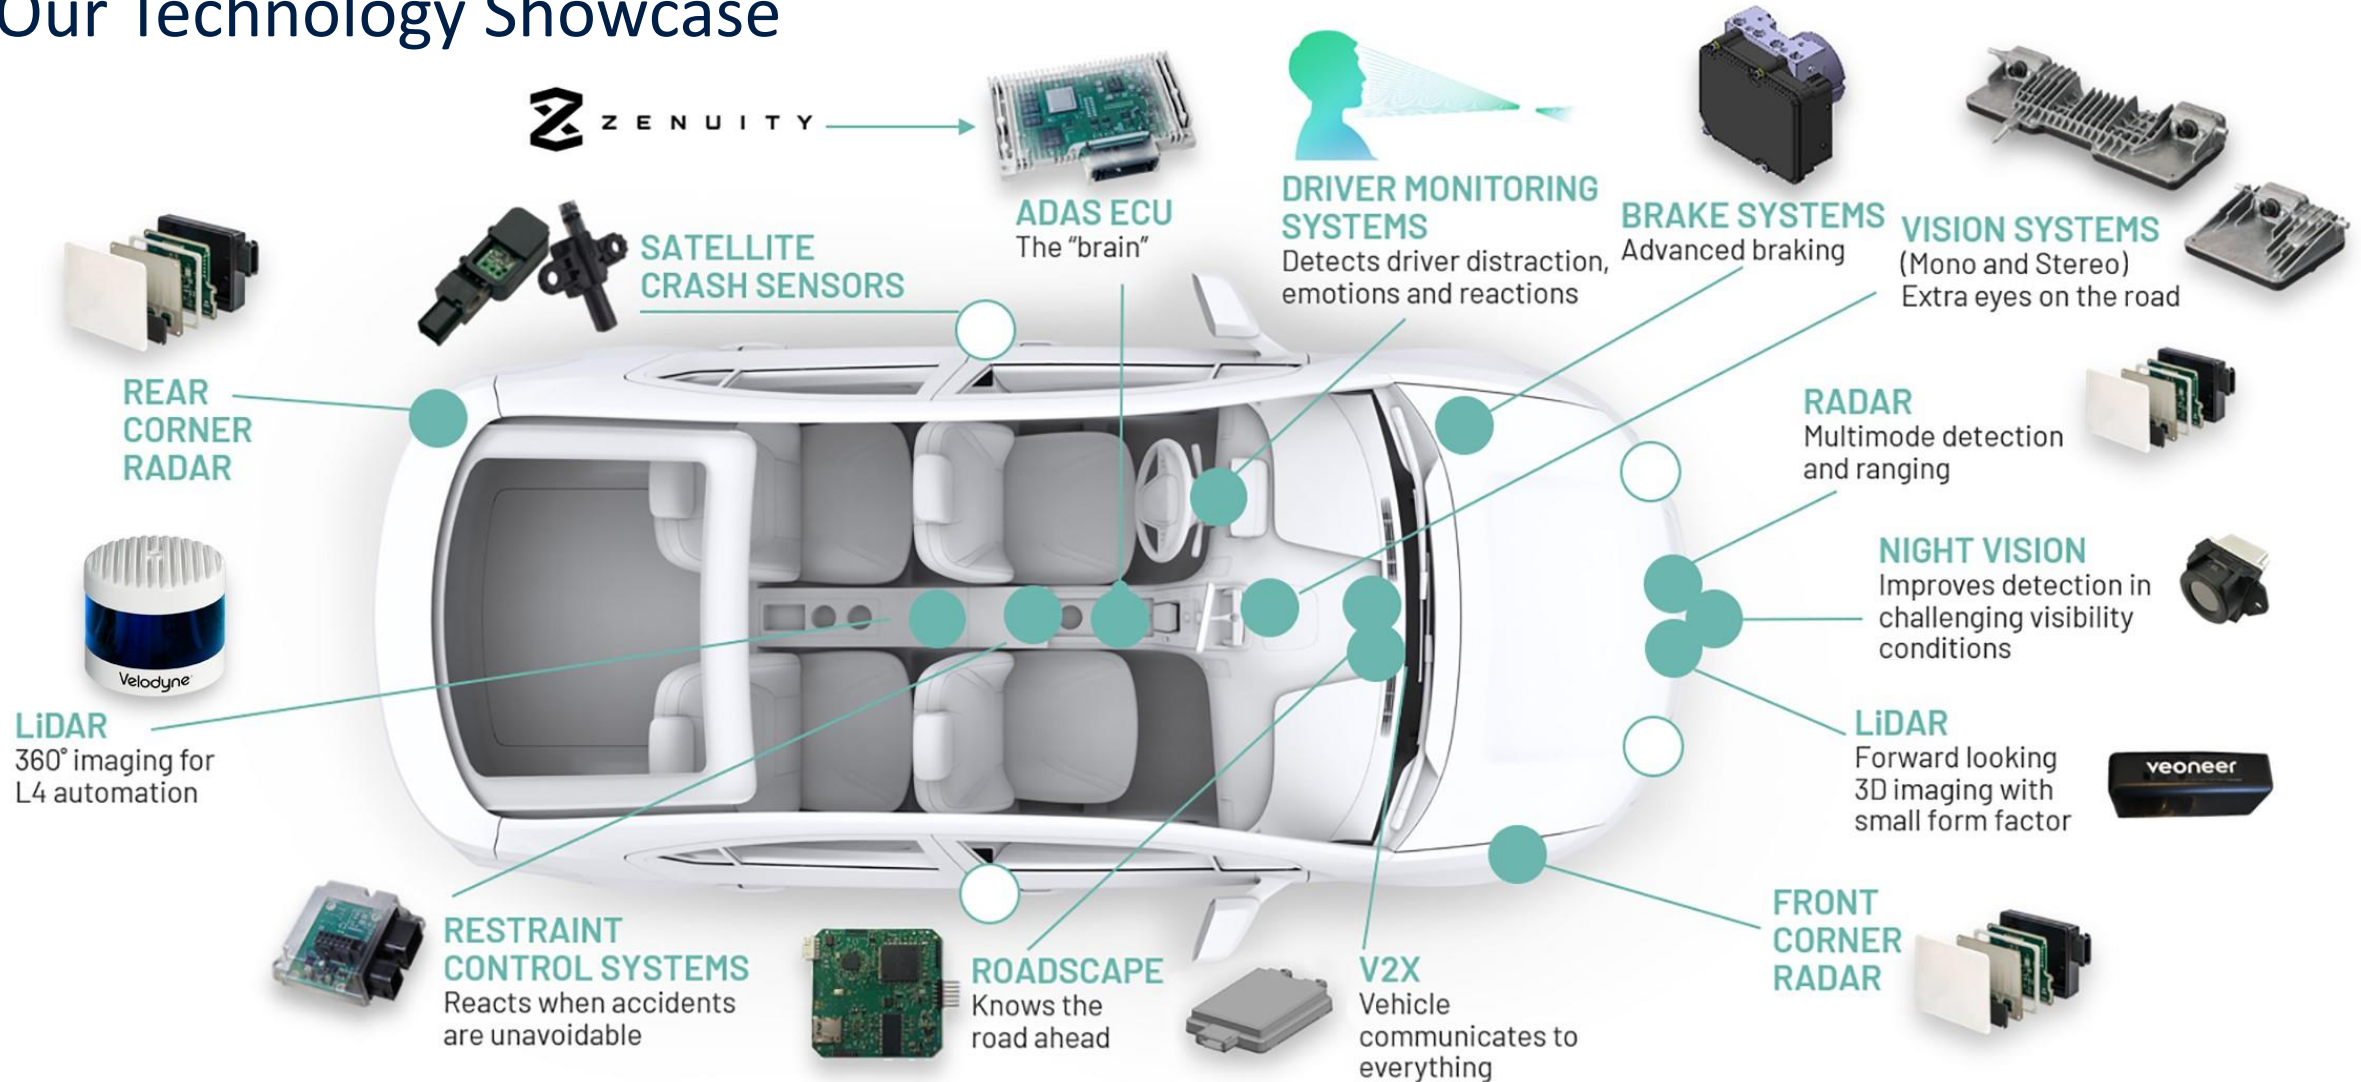 Our Technology Showcase
ZENUITY
ADAS ECU
The “brain”
DRIVER MONITORING
SYSTEMS
Detects driver distraction,
emotions and reactions
BRAKE SYSTEMS
Advanced braking
VISION SYSTEMS
(Mono and Stereo)
Extra eyes on the road
SATELLITE
CRASH SENSORS
REAR
CORNER
RADAR
RADAR
Multimode detection
and ranging
NIGHT VISION
Improves detection in
challenging visibility
conditions
Velodyne
LiDAR
360° imaging for
L4 automation
LiDAR
Forward looking
3D imaging with
small form factor
veoneer
RESTRAINT
CONTROL SYSTEMS
Reacts when accidents
are unavoidable
ROADSCAPE
Knows the
road ahead
V2X
Vehicle
communicates to
everything
FRONT
CORNER
RADAR